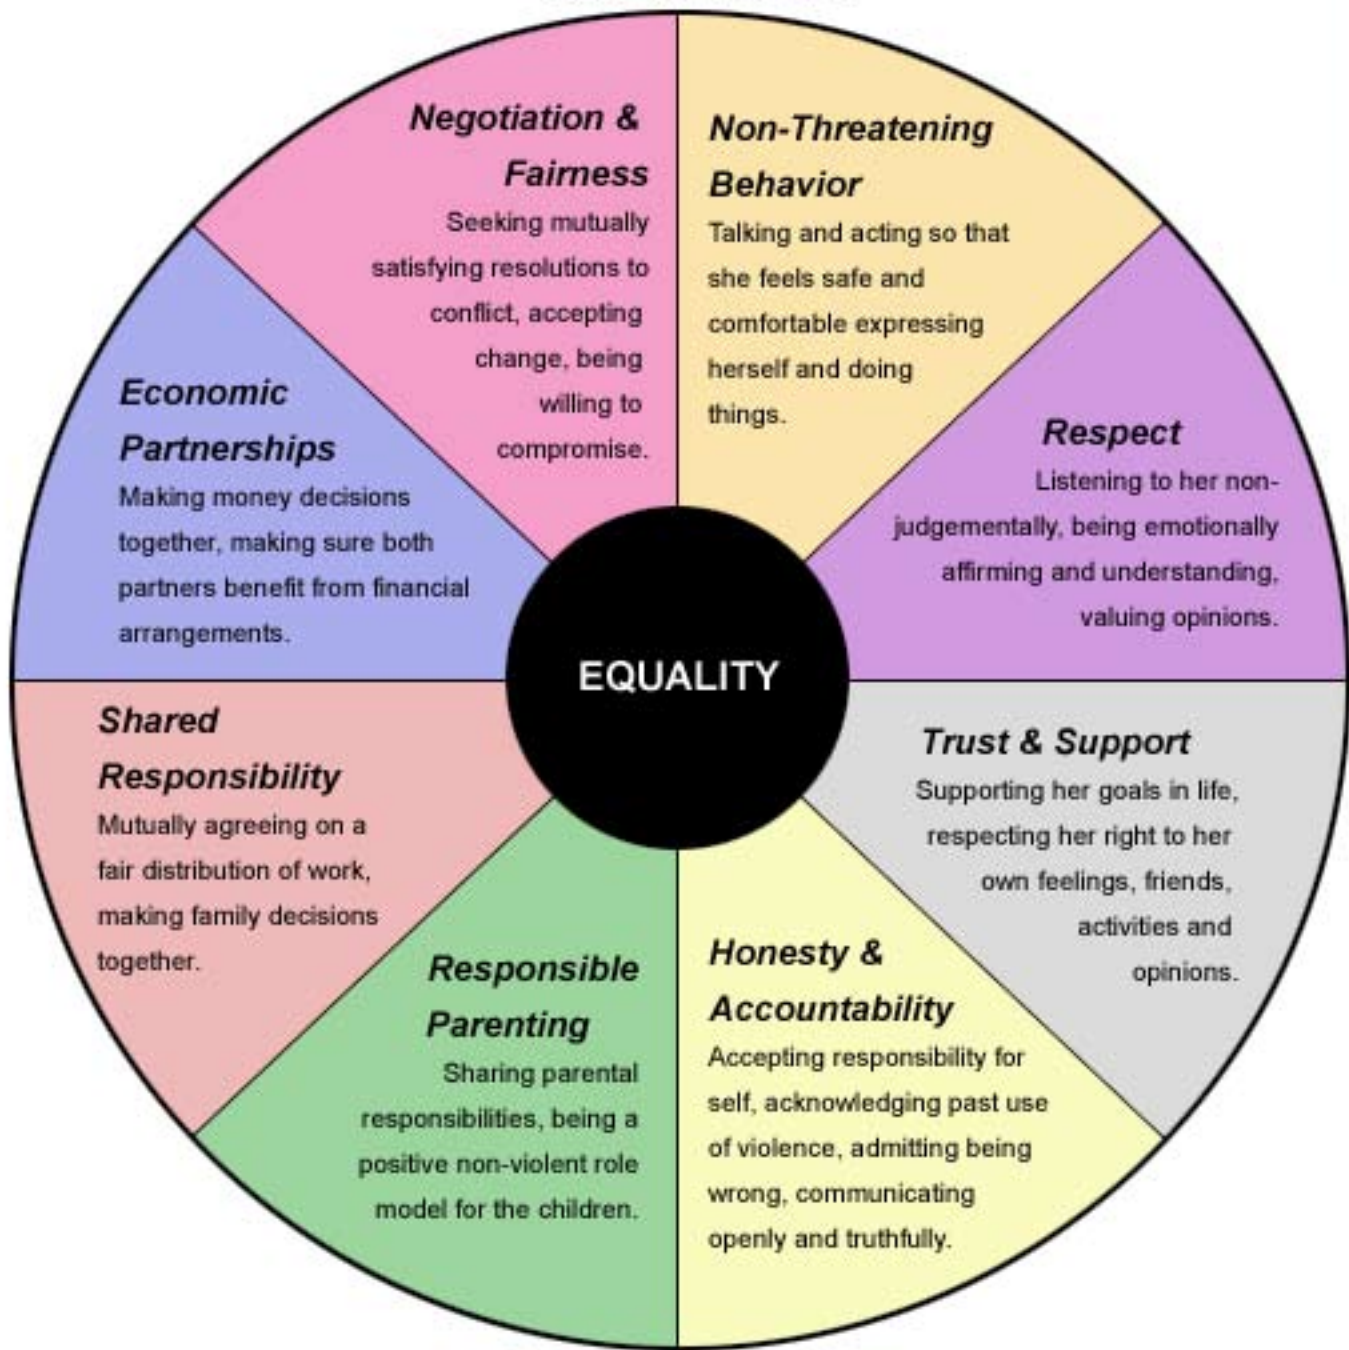 Negotiation &
Fairness
Seeking mutually
satisfying resolutions to
conflict, accepting
change, being
willing to
compromise.
Non-Threatening
Behavior
Talking and acting so that
she feels safe and
comfortable expressing
herself and doing
things.
Respect
Listening to her non-
judgementally, being emotionally
affirming and understanding,
valuing opinions.
Trust & Support
Supporting her goals in life,
respecting her right to her
own feelings, friends,
activities and
opinions.
Honesty &
Accountability
Accepting responsibility for
self, acknowledging past use
of violence, admitting being
wrong, communicating
openly and truthfully.
Responsible
Parenting
Sharing parental
responsibilities, being a
positive non-violent role
model for the children.
Shared
Responsibility
Mutually agreeing on a
fair distribution of work,
making family decisions
together.
Economic
Partnerships
Making money decisions
together, making sure both
partners benefit from financial
arrangements.
EQUALITY